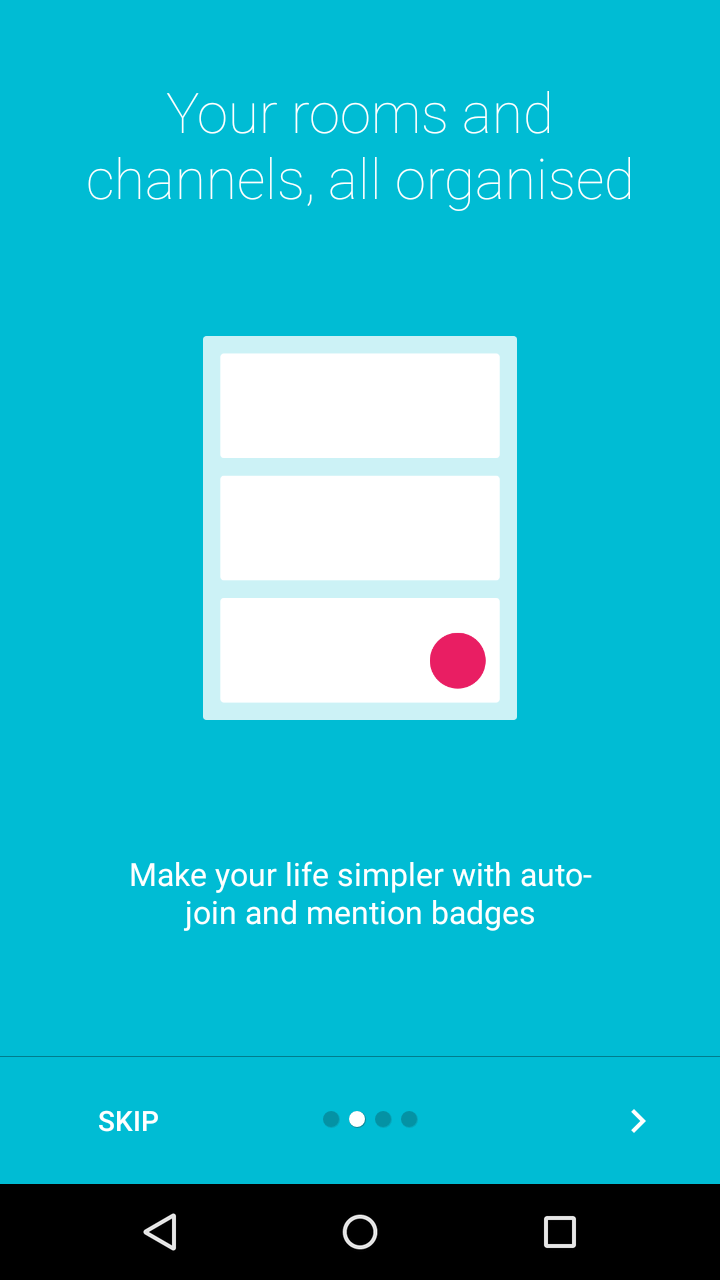 Your rooms and
channels, all organised
Make your life simpler with auto-
join and mention badges
SKIP